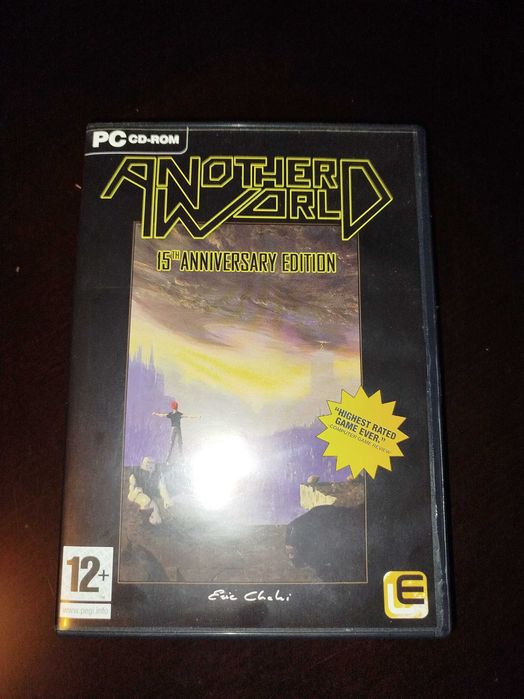 PC CD-ROM
ANOTHER
WORLD
15TH ANNIVERSARY EDITION
"HIGHEST RATED
GAME EVER."
COMPUTER GAME REVIEW
12+
www.pegi.info
Eric Chahi
LE